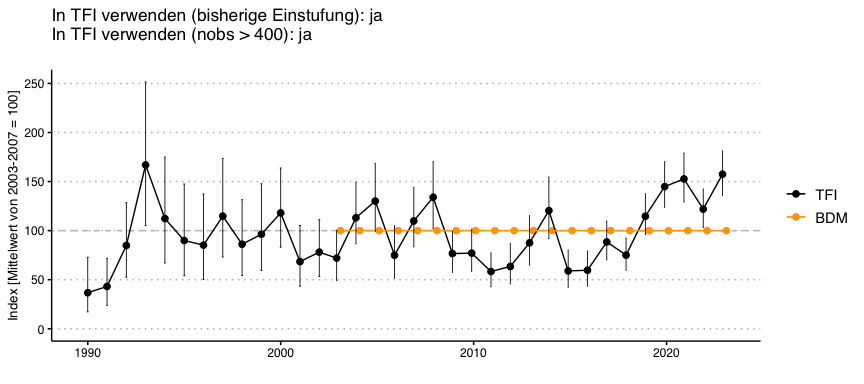 In TFI verwenden (bisherige Einstufung): ja
In TFI verwenden (nobs > 400): ja
Index [Mittelwert von 2003-2007 = 100]
250
200
150
100
50
0
1990
2000
2010
2020
TFI
BDM